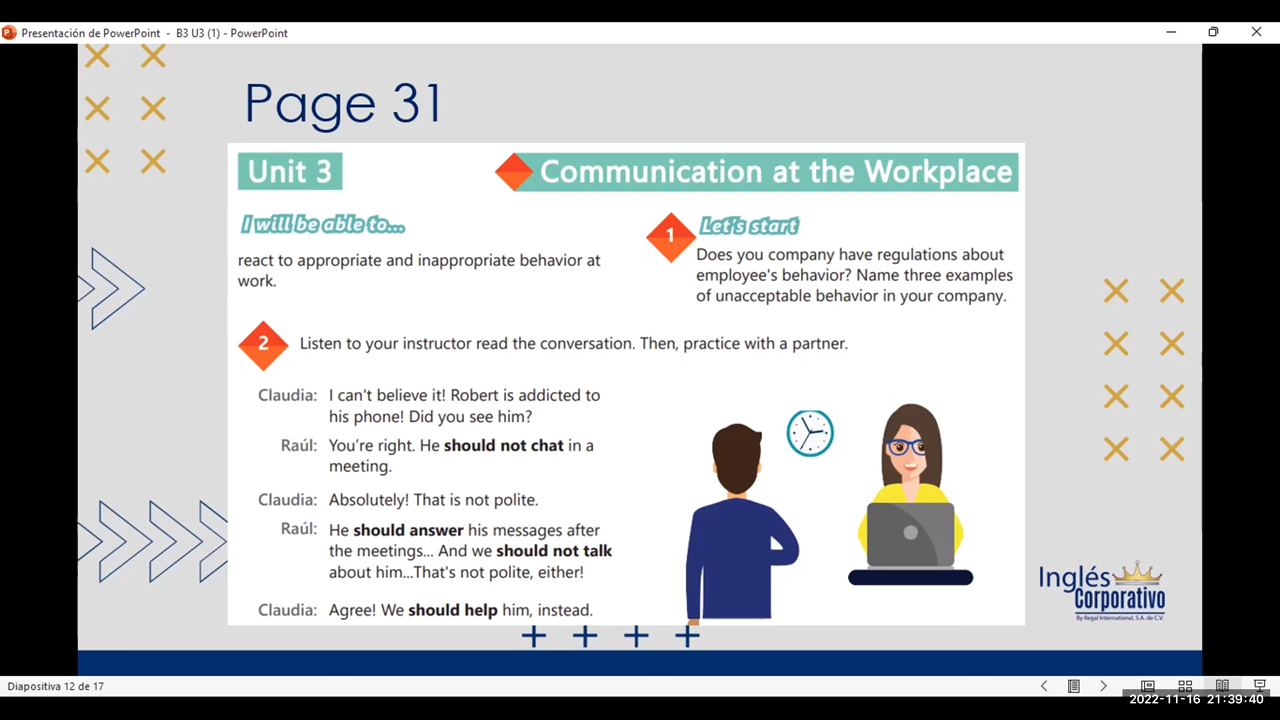 Presentación de PowerPoint - B3 U3 (1) - PowerPoint
Page 31
Unit 3
Communication at the Workplace
I will be able to...
react to appropriate and inappropriate behavior at
work.
1
Let's start
Does you company have regulations about
employee's behavior? Name three examples
of unacceptable behavior in your company.
2
Listen to your instructor read the conversation. Then, practice with a partner.
Claudia: I can't believe it! Robert is addicted to
his phone! Did you see him?
Raúl: You're right. He should not chat in a
meeting.
Claudia: Absolutely! That is not polite.
Raúl: He should answer his messages after
the meetings... And we should not talk
about him...That's not polite, either!
Claudia: Agree! We should help him, instead.
Inglés
Corporativo
By Regal International, S.A. de C.V.
Diapositiva 12 de 17
2022-11-16 21:39:40